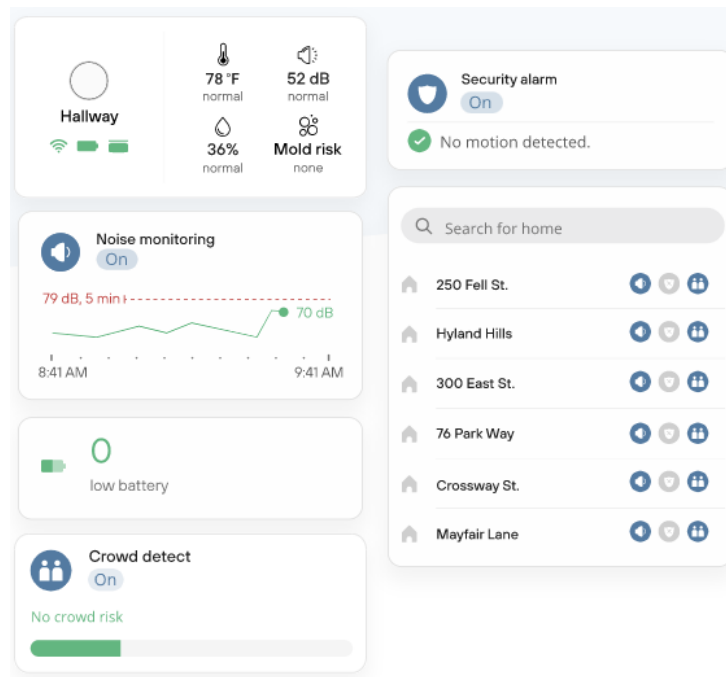 Hallway
78 °F
normal
52 dB
normal
36%
normal
Mold risk
none
Noise monitoring
On
79 dB, 5 min
70 dB
8:41 AM
9:41 AM
0
low battery
Crowd detect
On
No crowd risk
Security alarm
On
No motion detected.
Search for home
250 Fell St.
Hyland Hills
300 East St.
76 Park Way
Crossway St.
Mayfair Lane